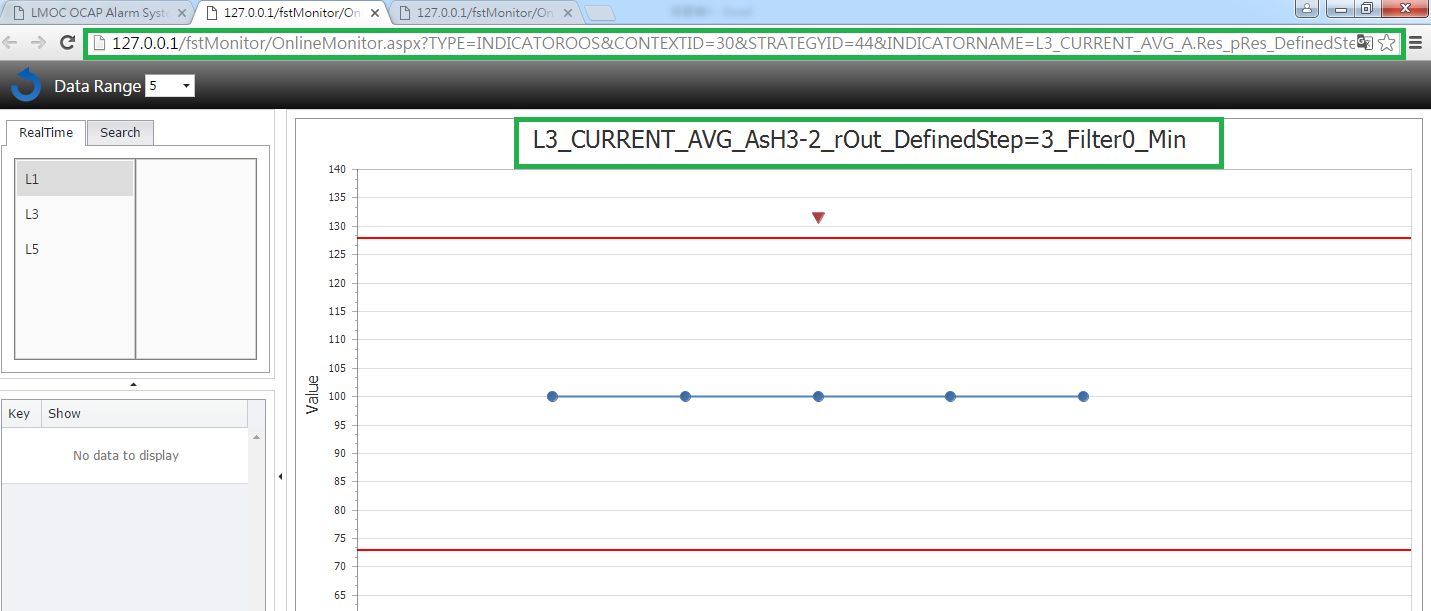 LMOC OCAP Alarm Syst
127.0.0.1/fstMonitor/On
127.0.0.1/fstMonitor/On
127.0.0.1/fstMonitor/OnlineMonitor.aspx?TYPE=INDICATOROOS&CONTEXTID=30&STRATEGYID=44&INDICATORNAME=L3_CURRENT_AVG_A.Res_pRes_DefinedSte
Data Range 5
RealTime
Search
L1
L3
L5
Key
Show
No data to display
L3_CURRENT_AVG_AsH3-2_rOut_DefinedStep=3_Filter0_Min
Value
140
135
130
125
120
115
110
105
100
95
90
85
80
75
70
65